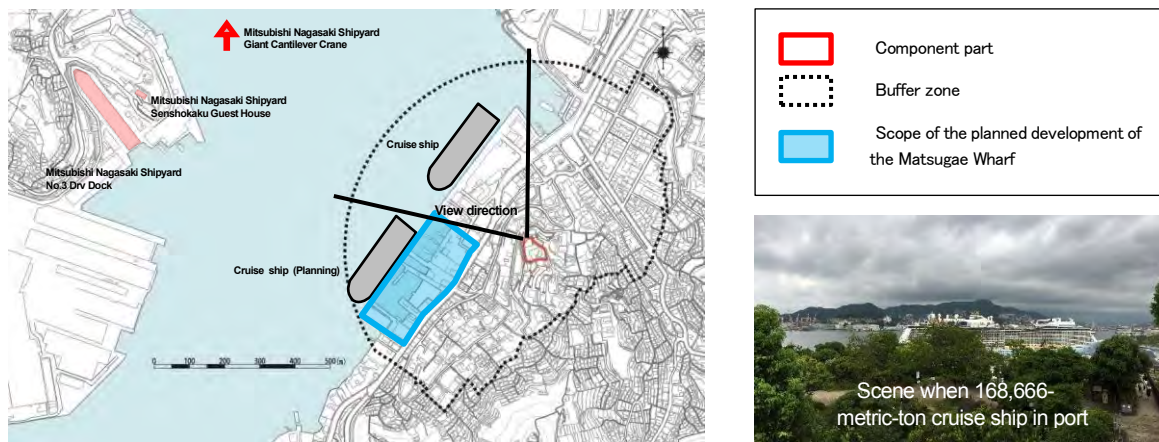 Mitsubishi Nagasaki Shipyard
Giant Cantilever Crane
Mitsubishi Nagasaki Shipyard
Senshokaku Guest House
Mitsubishi Nagasaki Shipyard
No.3 Drv Dock
Cruise ship
View direction
Cruise ship (Planning)
0 100 200 300 400 500 (m)
Component part
Buffer zone
Scope of the planned development of
the Matsugae Wharf
Scene when 168,666-
metric-ton cruise ship in port